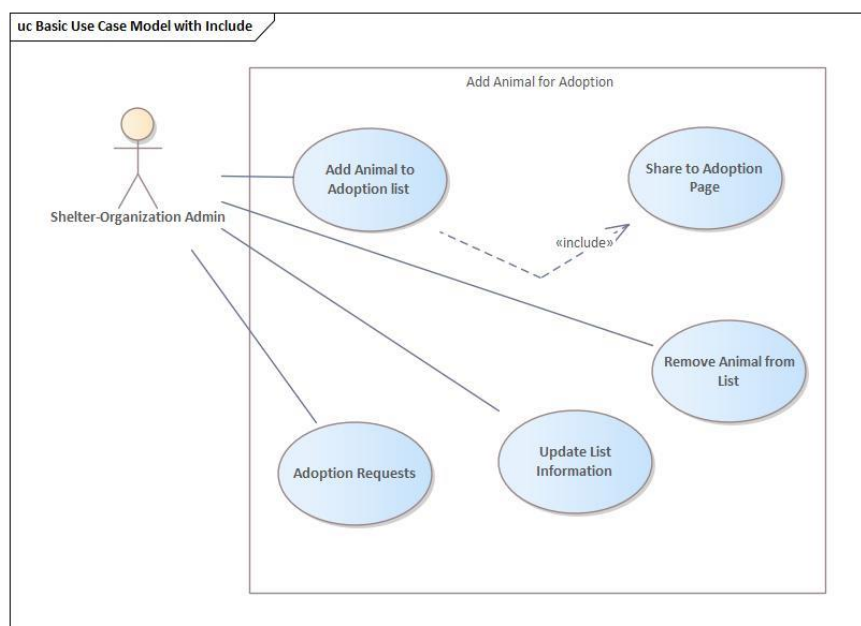 uc Basic Use Case Model with Include
Add Animal for Adoption
Add Animal to
Adoption list
Share to Adoption
Page
Shelter-Organization Admin
«include»
Remove Animal from
List
Update List
Information
Adoption Requests